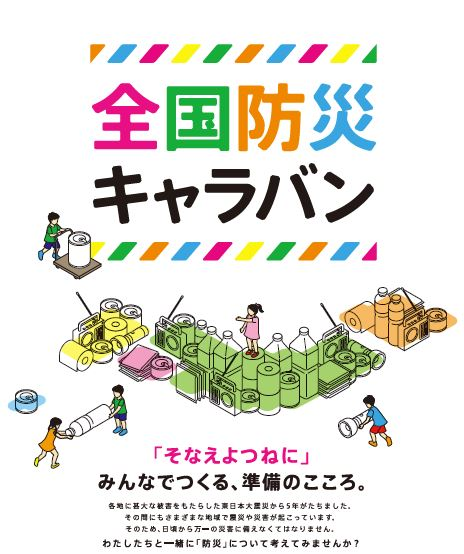 全国防災
キャラバン
「そなえよつねに」
みんなでつくる、準備のこころ。
各地に甚大な被害をもたらした東日本大震災から5年がたちました。
その間にもさまざまな地域で震災や災害が起こっています。
そのため、日頃から万一の災害に備えなくてはなりません。
わたしたちと一緒に「防災」について考えてみませんか？